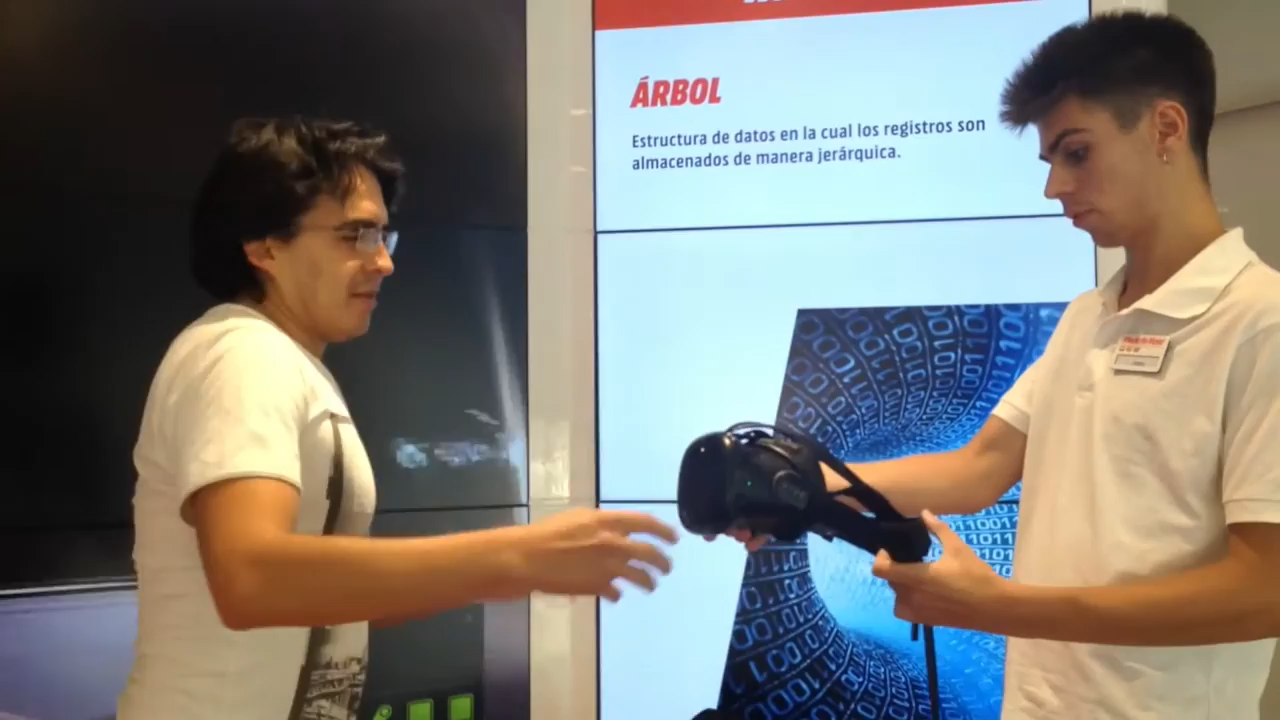 ÁRBOL
Estructura de datos en la cual los registros son
almacenados de manera jerárquica.